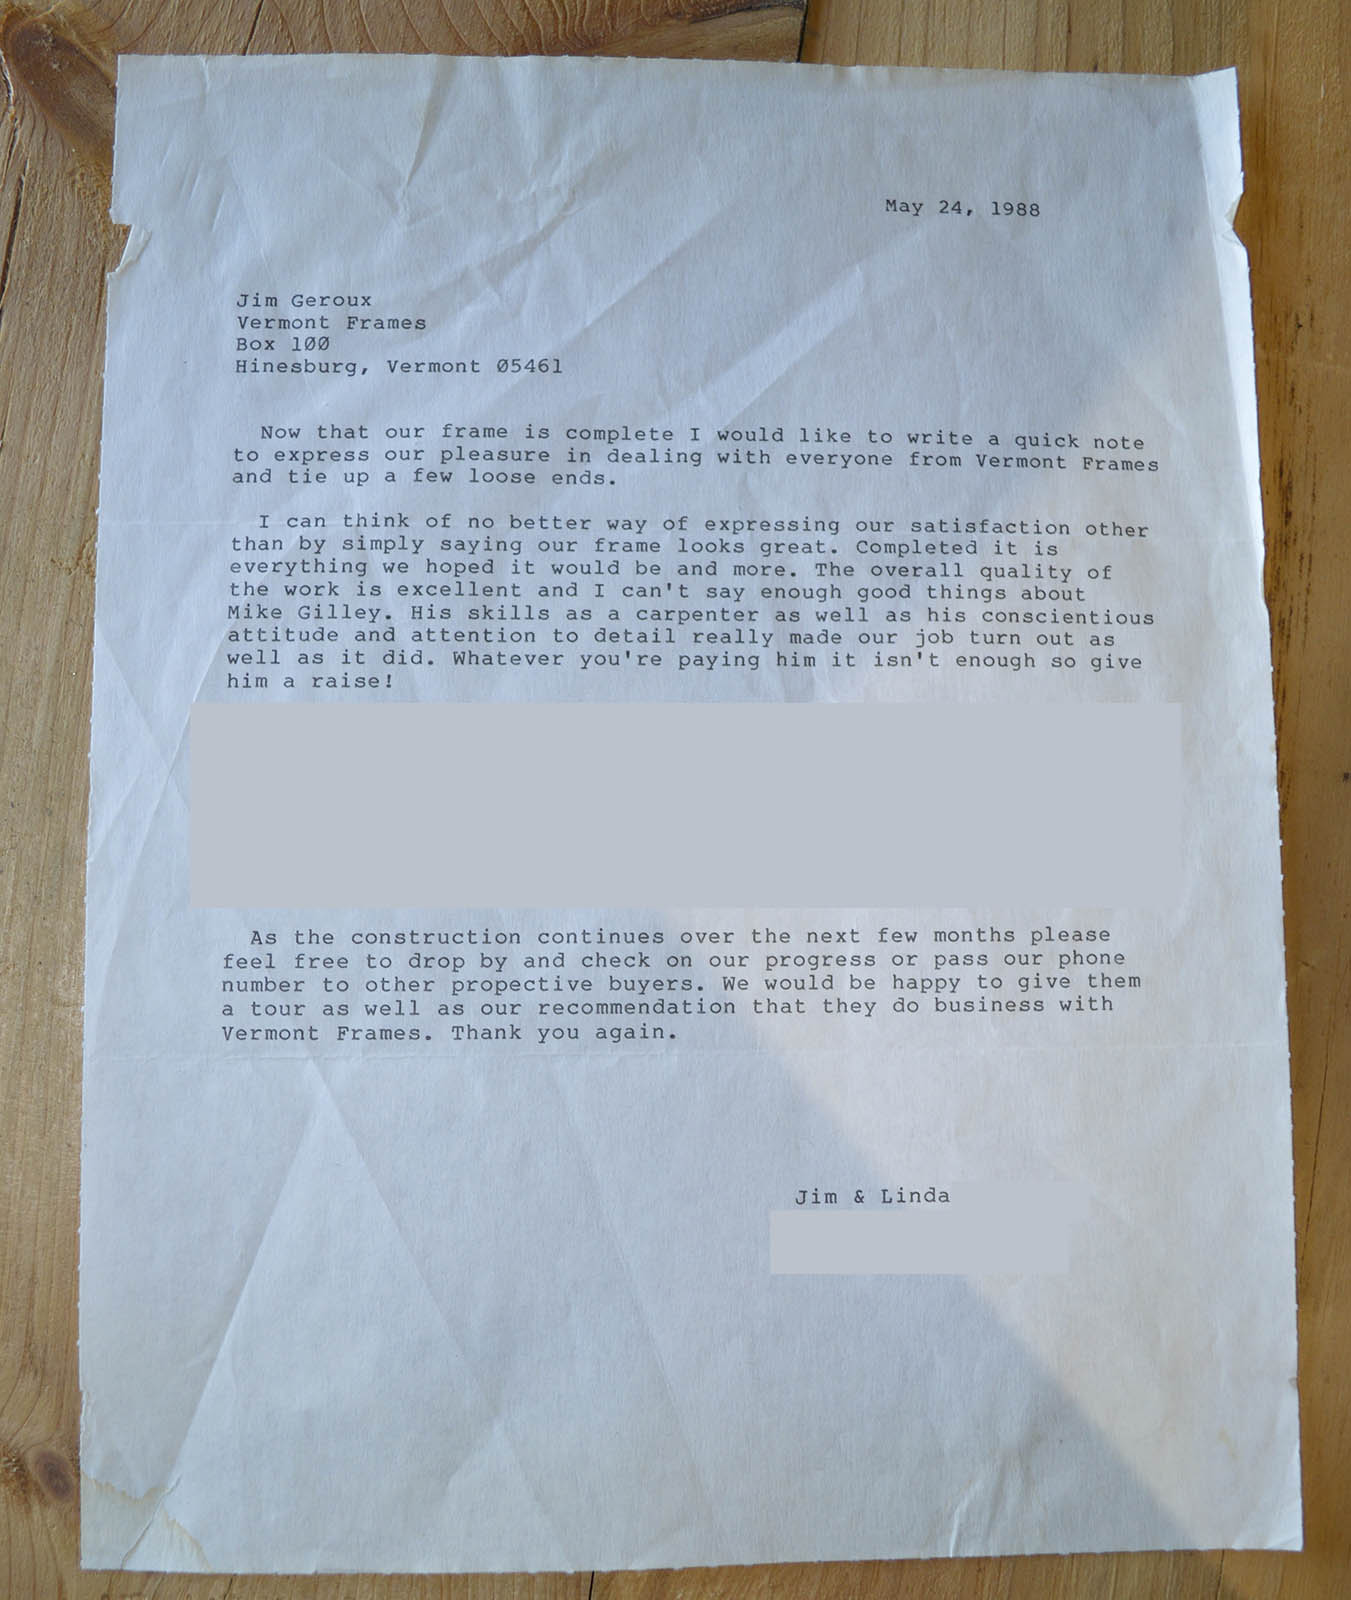 May 24, 1988
Jim Geroux
Vermont Frames
Box 100
Hinesburg, Vermont 05461
Now that our frame is complete I would like to write a quick note
to express our pleasure in dealing with everyone from Vermont Frames
and tie up a few loose ends.
I can think of no better way of expressing our satisfaction other
than by simply saying our frame looks great. Completed it is
everything we hoped it would be and more. The overall quality of
the work is excellent and I can't say enough good things about
Mike Gilley. His skills as a carpenter as well as his conscientious
attitude and attention to detail really made our job turn out as
well as it did. Whatever you're paying him it isn't enough so give
him a raise!
As the construction continues over the next few months please
feel free to drop by and check on our progress or pass our phone
number to other propective buyers. We would be happy to give them
a tour as well as our recommendation that they do business with
Vermont Frames. Thank you again.
Jim & Linda